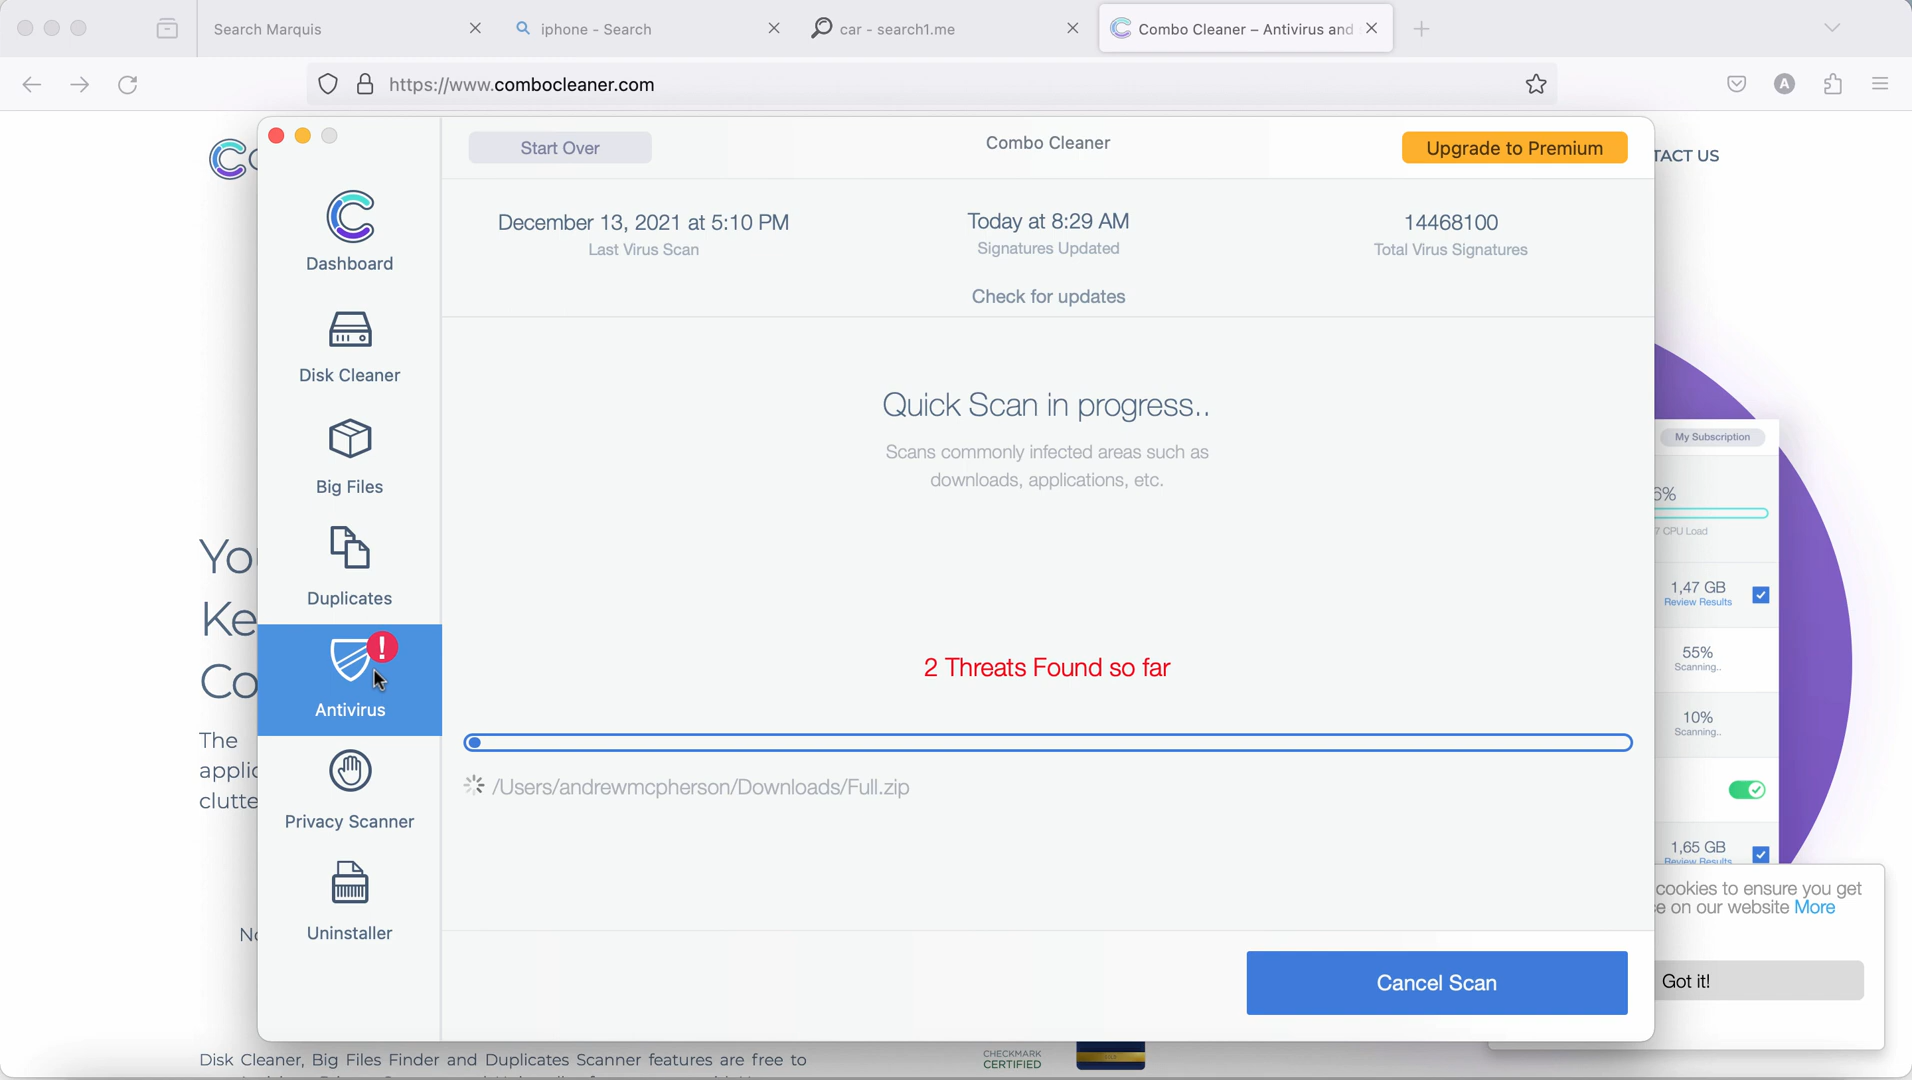 Search Marquis
iphone - Search
car - search1.me
Combo Cleaner – Antivirus and
https://www.combocleaner.com
A
TACT US
Start Over
Combo Cleaner
Upgrade to Premium
December 13, 2021 at 5:10 PM
Last Virus Scan
Today at 8:29 AM
Signatures Updated
14468100
Total Virus Signatures
Check for updates
Dashboard
Disk Cleaner
Big Files
Duplicates
Antivirus
Privacy Scanner
Uninstaller
Quick Scan in progress..
Scans commonly infected areas such as
downloads, applications, etc.
2 Threats Found so far
/Users/andrewmcpherson/Downloads/Full.zip
Cancel Scan
You
Ke
Co
The
applic
clutte
No
My Subscription
6%
7 CPU Load
1,47 GB
Review Results
55%
Scanning..
10%
Scanning..
1,65 GB
Review Results
cookies to ensure you get
e on our website More
Got it!
Disk Cleaner, Big Files Finder and Duplicates Scanner features are free to
CHECKMARK
CERTIFIED